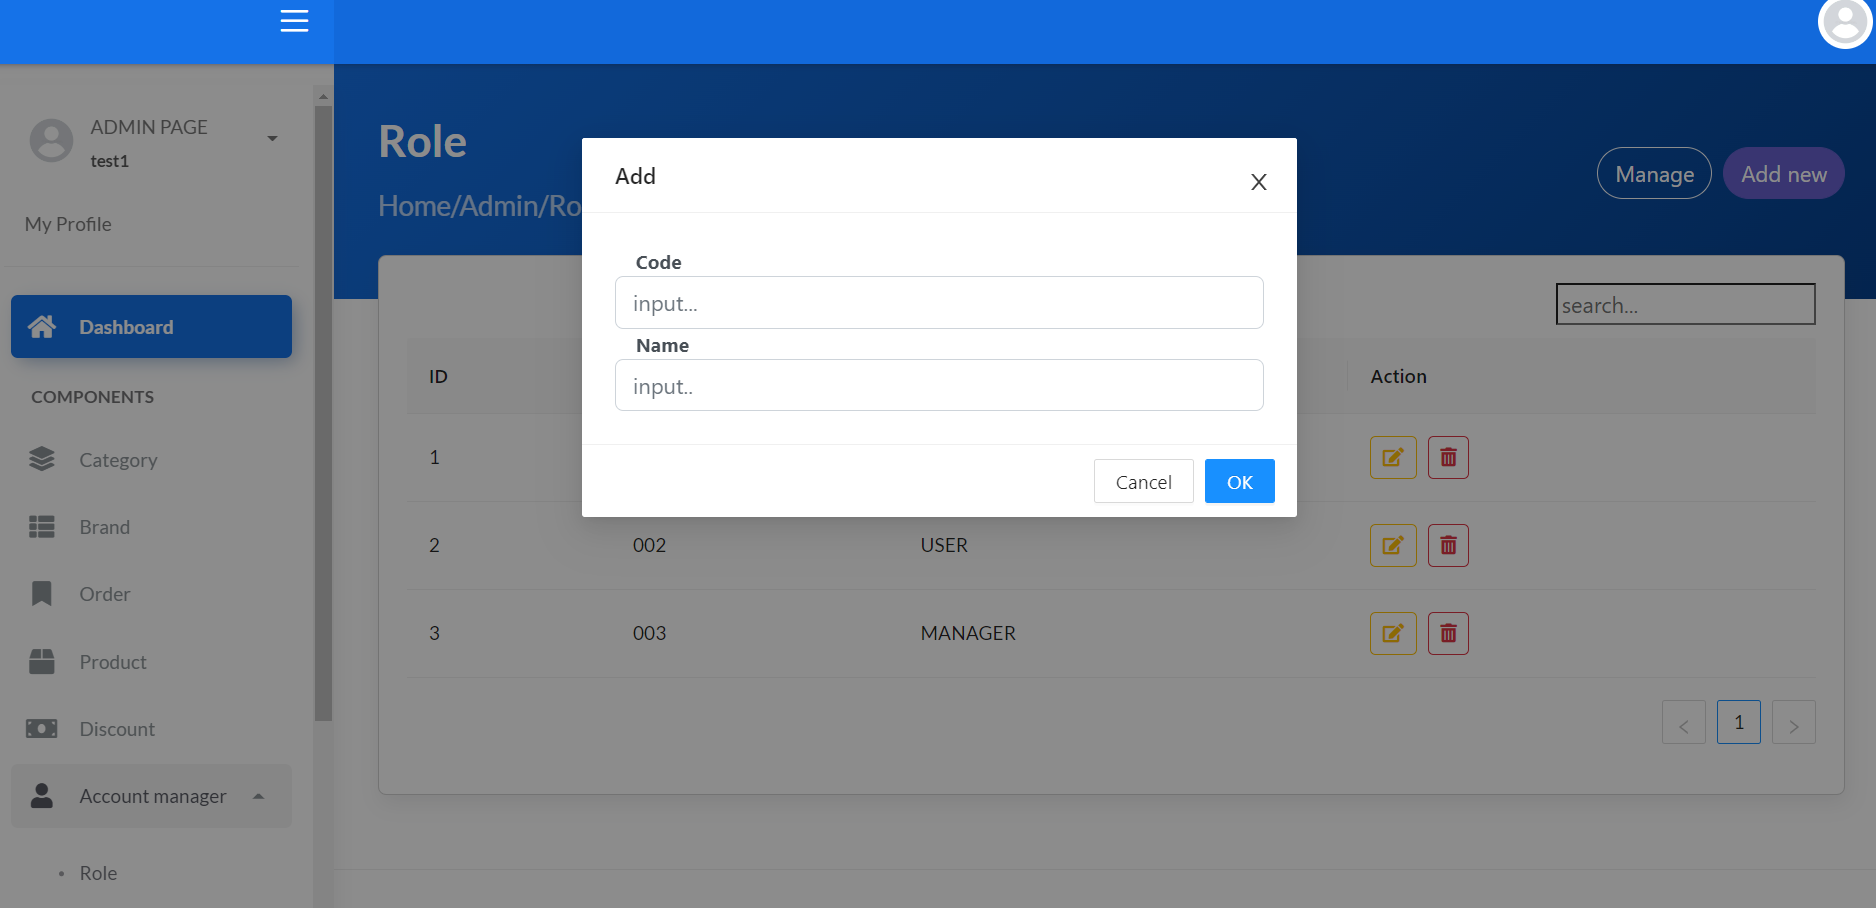 ADMIN PAGE
test1
My Profile
Dashboard
COMPONENTS
Category
Brand
Order
Product
Discount
Account manager
Role
Role
Home/Admin/Ro
Manage
Add new
search...
Add
X
Code
input...
Name
input..
Cancel
OK
ID
Action
1
2
002
USER
3
003
MANAGER
<
1
>